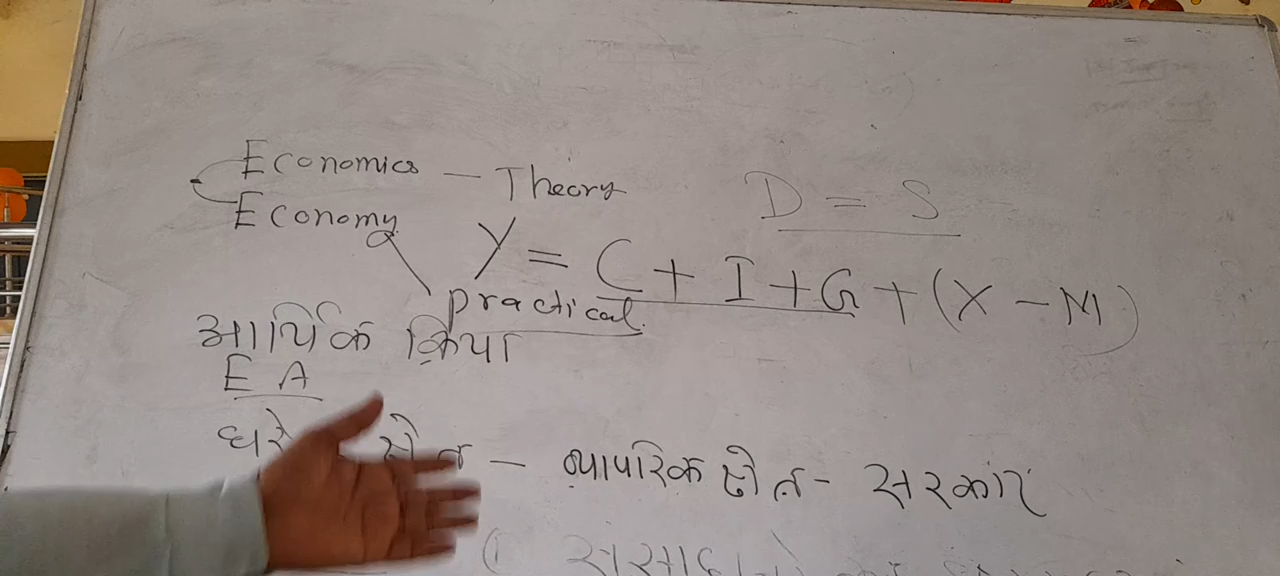 Economics - Theory
D = S
Economy
Y = C + I + G + (X - M)
practical
आर्थिक क्रिया
E A
क्षेत्र - व्यापारिक क्षेत्र - सरकार